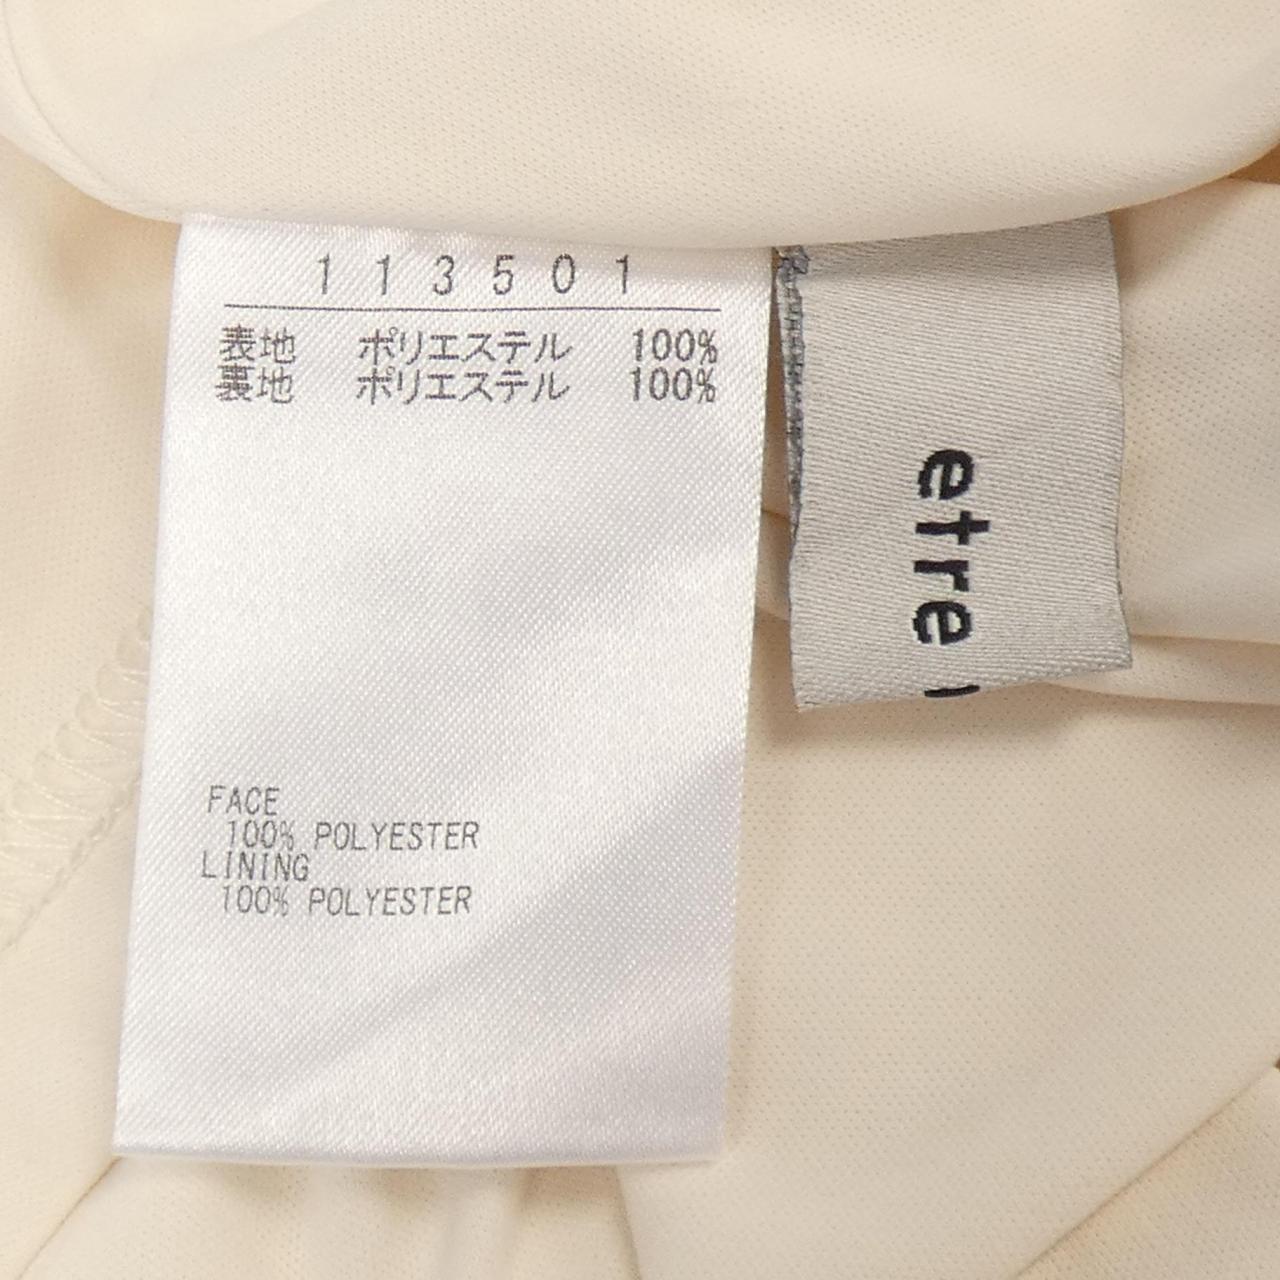 113501
表地 ポリエステル 100%
裏地 ポリエステル 100%
FACE
100% POLYESTER
LINING
100% POLYESTER
etre